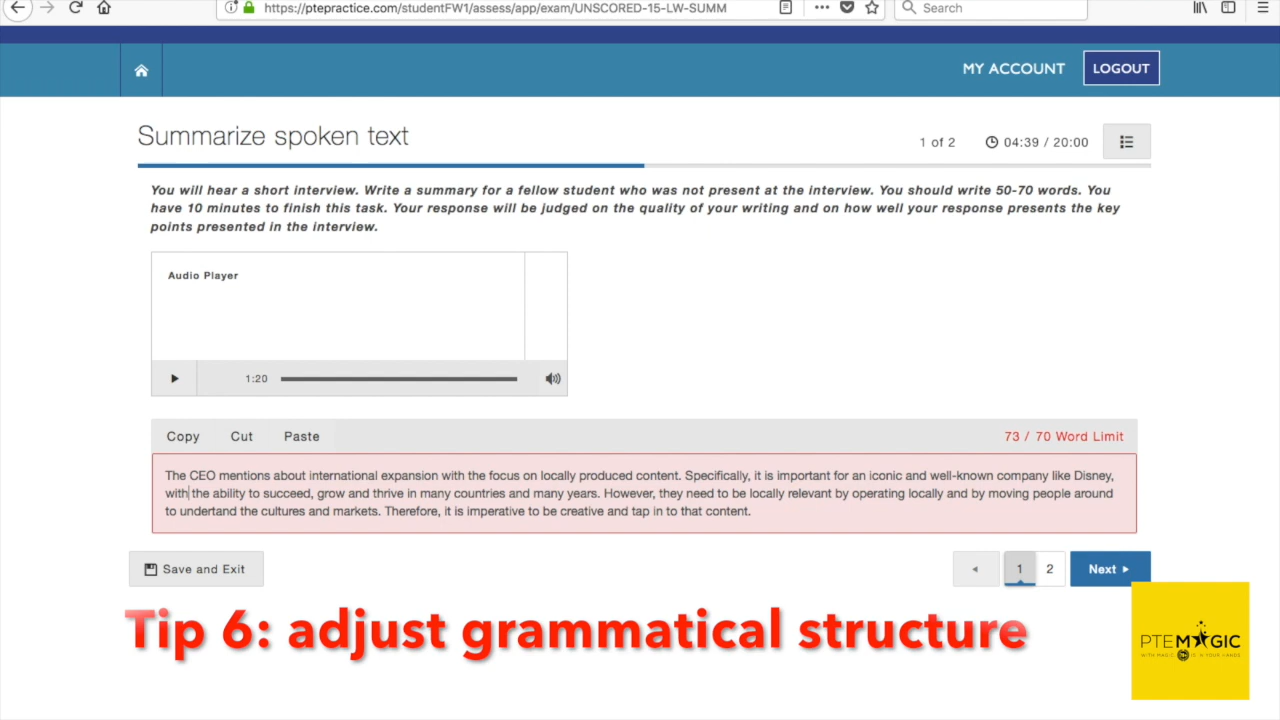 https://ptepractice.com/studentFW1/assess/app/exam/UNSCORED-15-LW-SUMM
Search
MY ACCOUNT
LOGOUT
Summarize spoken text
1 of 2
04:39 / 20:00
You will hear a short interview. Write a summary for a fellow student who was not present at the interview. You should write 50-70 words. You
have 10 minutes to finish this task. Your response will be judged on the quality of your writing and on how well your response presents the key
points presented in the interview.
Audio Player
1:20
Copy Cut Paste
73 / 70 Word Limit
The CEO mentions about international expansion with the focus on locally produced content. Specifically, it is important for an iconic and well-known company like Disney,
with the ability to succeed, grow and thrive in many countries and many years. However, they need to be locally relevant by operating locally and by moving people around
to undertand the cultures and markets. Therefore, it is imperative to be creative and tap in to that content.
Save and Exit
1 2
Next
Tip 6: adjust grammatical structure
PTEMAGIC